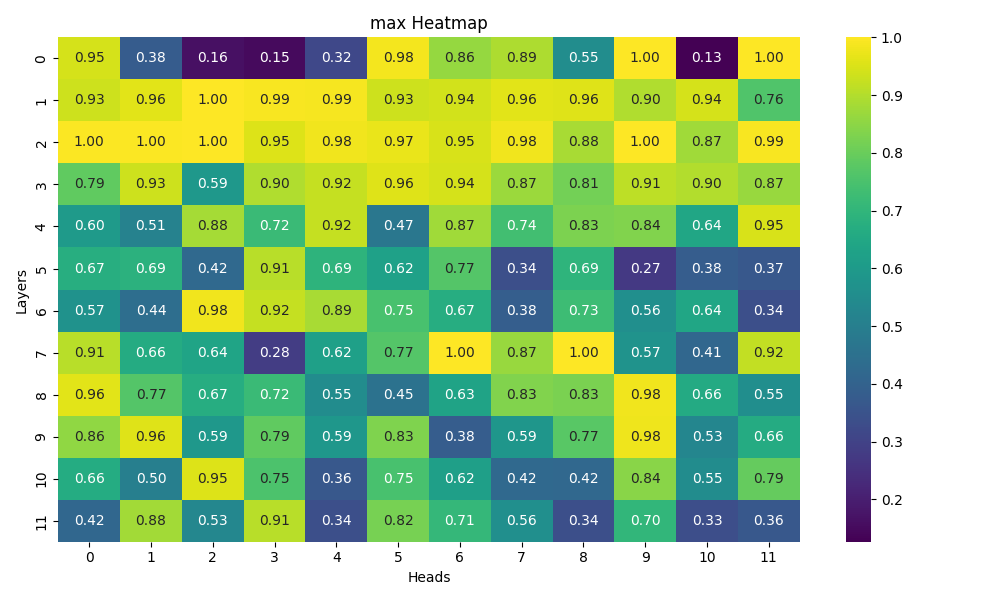 max Heatmap
0 0.95 0.38 0.16 0.15 0.32 0.98 0.86 0.89 0.55 1.00 0.13 1.00
1 0.93 0.96 1.00 0.99 0.99 0.93 0.94 0.96 0.96 0.90 0.94 0.76
2 1.00 1.00 1.00 0.95 0.98 0.97 0.95 0.98 0.88 1.00 0.87 0.99
3 0.79 0.93 0.59 0.90 0.92 0.96 0.94 0.87 0.81 0.91 0.90 0.87
4 0.60 0.51 0.88 0.72 0.92 0.47 0.87 0.74 0.83 0.84 0.64 0.95
5 0.67 0.69 0.42 0.91 0.69 0.62 0.77 0.34 0.69 0.27 0.38 0.37
6 0.57 0.44 0.98 0.92 0.89 0.75 0.67 0.38 0.73 0.56 0.64 0.34
7 0.91 0.66 0.64 0.28 0.62 0.77 1.00 0.87 1.00 0.57 0.41 0.92
8 0.96 0.77 0.67 0.72 0.55 0.45 0.63 0.83 0.83 0.98 0.66 0.55
9 0.86 0.96 0.59 0.79 0.59 0.83 0.38 0.59 0.77 0.98 0.53 0.66
10 0.66 0.50 0.95 0.75 0.36 0.75 0.62 0.42 0.42 0.84 0.55 0.79
11 0.42 0.88 0.53 0.91 0.34 0.82 0.71 0.56 0.34 0.70 0.33 0.36
0 1 2 3 4 5 6 7 8 9 10 11
Heads
Layers
1.0
0.9
0.8
0.7
0.6
0.5
0.4
0.3
0.2